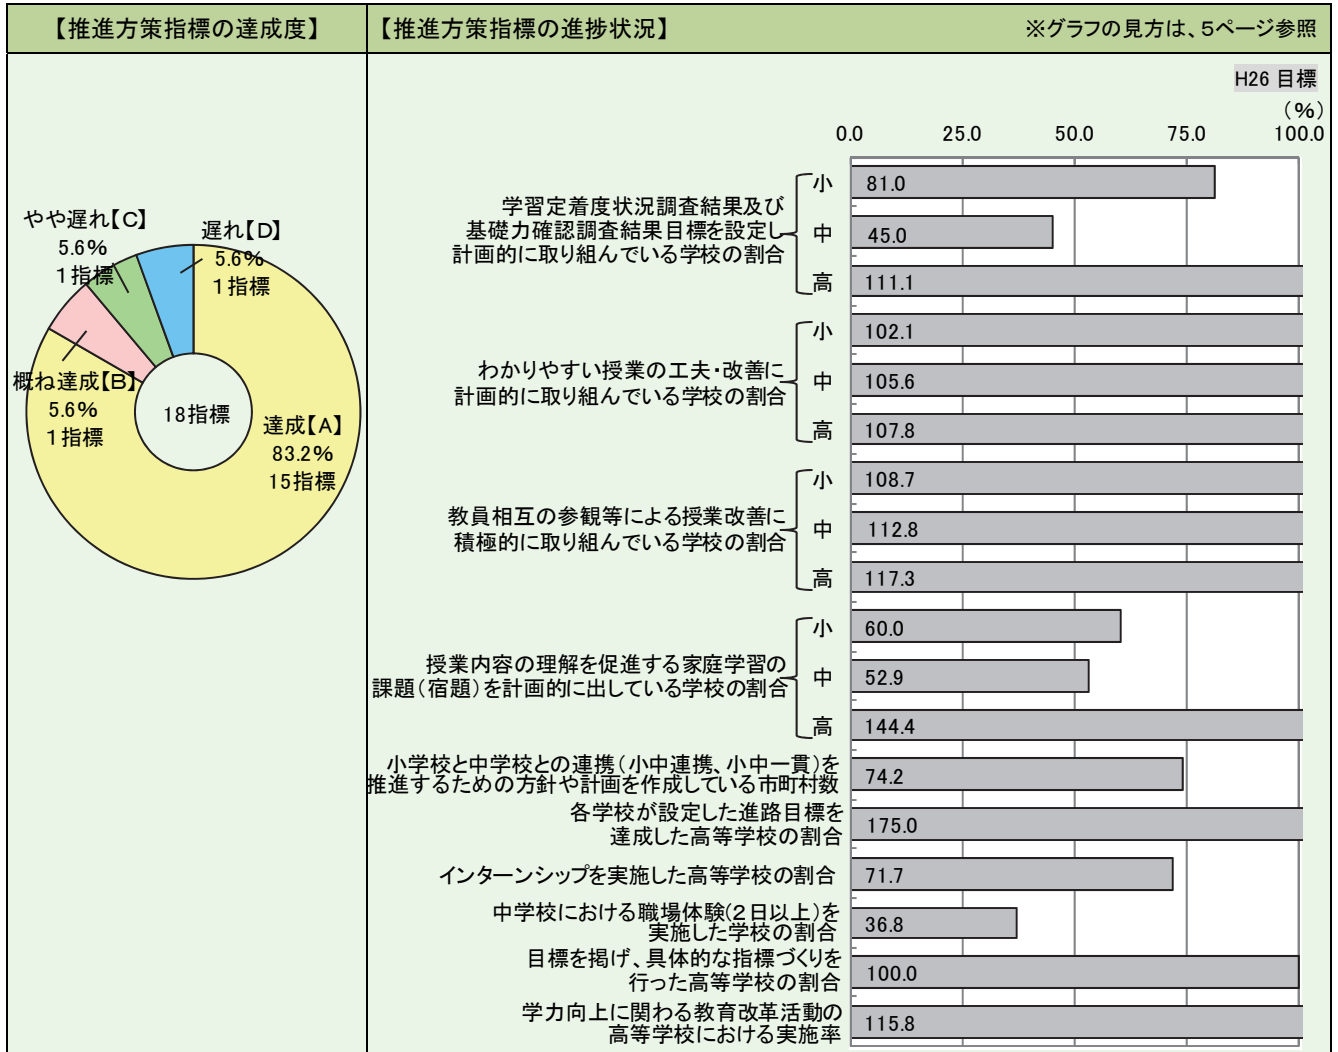 【推進方策指標の達成度】
【推進方策指標の進捗状況】
※グラフの見方は、5ページ参照
やや遅れ【C】
5.6%
1指標
遅れ【D】
5.6%
1指標
概ね達成【B】
5.6%
1指標
18指標
達成【A】
83.2%
15指標
H26 目標
(%)
0.0 25.0 50.0 75.0 100.0
学習定着度状況調査結果及び
基礎力確認調査結果目標を設定し
計画的に取り組んでいる学校の割合
小 81.0
中 45.0
高 111.1
わかりやすい授業の工夫・改善に
計画的に取り組んでいる学校の割合
小 102.1
中 105.6
高 107.8
教員相互の参観等による授業改善に
積極的に取り組んでいる学校の割合
小 108.7
中 112.8
高 117.3
授業内容の理解を促進する家庭学習の
課題(宿題)を計画的に出している学校の割合
小 60.0
中 52.9
高 144.4
小学校と中学校との連携(小中連携、小中一貫)を
推進するための方針や計画を作成している市町村数
74.2
各学校が設定した進路目標を
達成した高等学校の割合
175.0
インターンシップを実施した高等学校の割合
71.7
中学校における職場体験(2日以上)を
実施した学校の割合
36.8
目標を掲げ、具体的な指標づくりを
行った高等学校の割合
100.0
学力向上に関わる教育改革活動の
高等学校における実施率
115.8